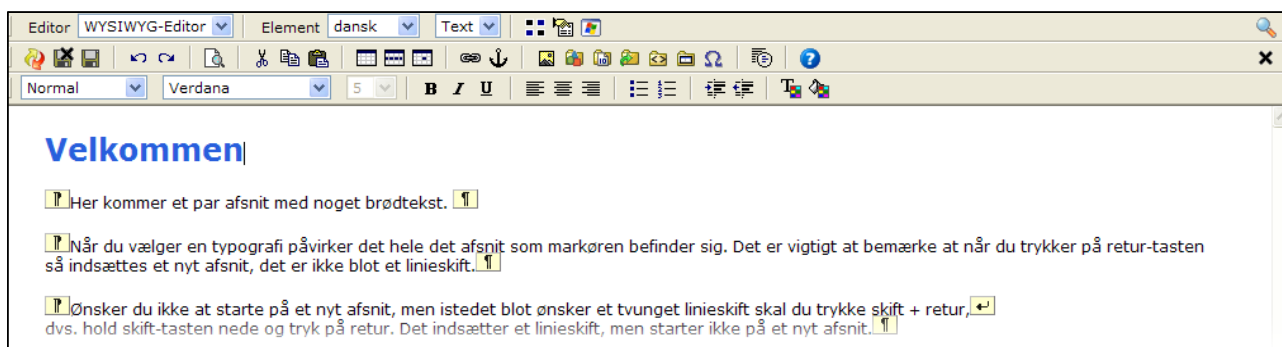 Editor WYSIWYG-Editor Element dansk Text
Normal Verdana 5 B I U
Velkommen
Her kommer et par afsnit med noget brødtekst. ¶
Når du vælger en typografi påvirker det hele det afsnit som markøren befinder sig. Det er vigtigt at bemærke at når du trykker på retur-tasten
så indsættes et nyt afsnit, det er ikke blot et linieskift. ¶
Ønsker du ikke at starte på et nyt afsnit, men istedet blot ønsker et tvunget linieskift skal du trykke skift + retur, ↵
dvs. hold skift-tasten nede og tryk på retur. Det indsætter et linieskift, men starter ikke på et nyt afsnit. ¶